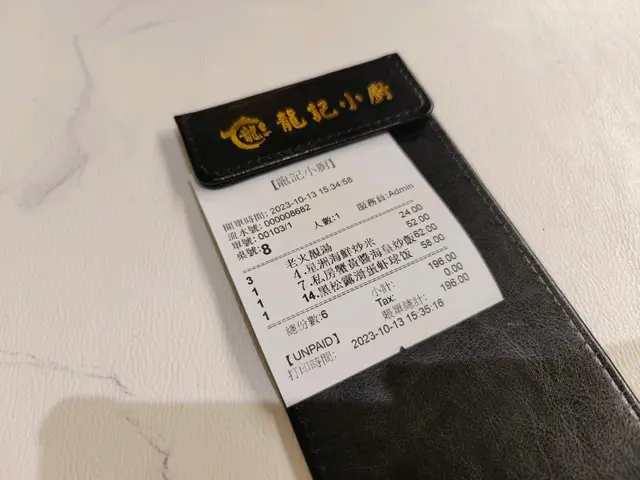 龍記小廚
【龍記小廚】
開單時間: 2023-10-13 15:34:58
流水號: 000008682
單號: 00103/1 人數:1 服務員:Admin
桌號:8
3 老火靚湯 24.00
1 4.星洲海鮮炒米 52.00
1 7.私房蟹黃醬海皇炒飯 62.00
1 14.黑松露滑蛋虾球饭 58.00
總份數:6 小計: 196.00
Tax: 0.00
【UNPAID】 賬單總計: 196.00
打印時間: 2023-10-13 15:35:16